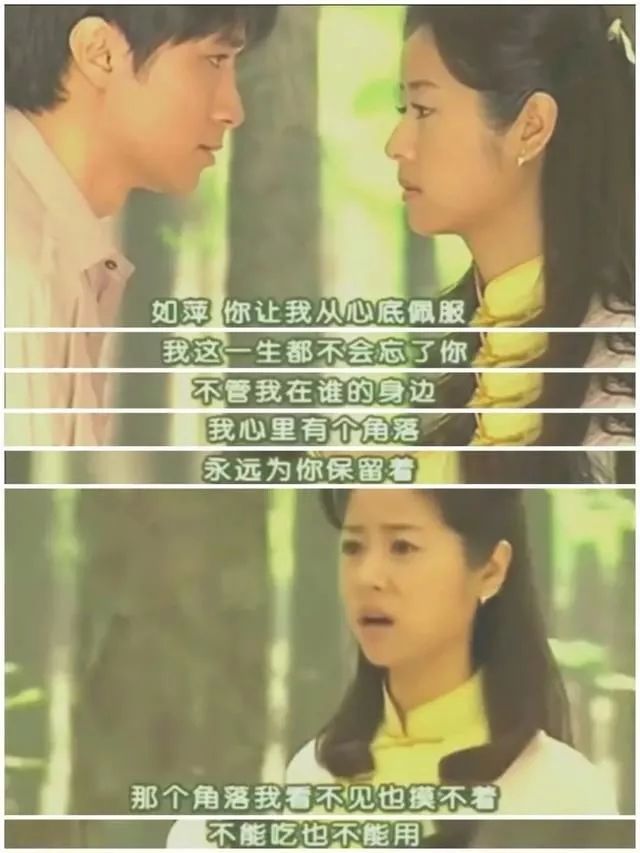 如萍 你让我从心底佩服
我这一生都不会忘了你
不管我在谁的身边
我心里有个角落
永远为你保留着
那个角落我看不见也摸不着
不能吃也不能用